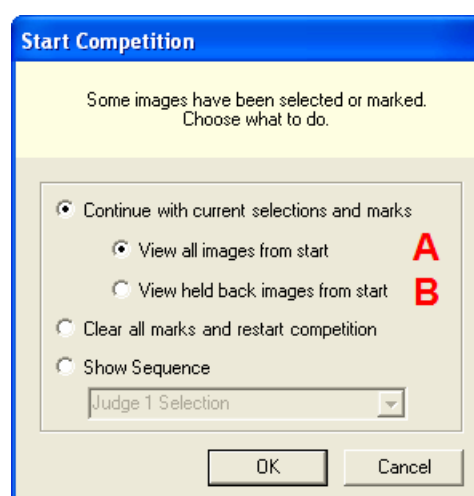 Start Competition
Some images have been selected or marked.
Choose what to do.
Continue with current selections and marks
View all images from start A
View held back images from start B
Clear all marks and restart competition
Show Sequence
Judge 1 Selection
OK Cancel